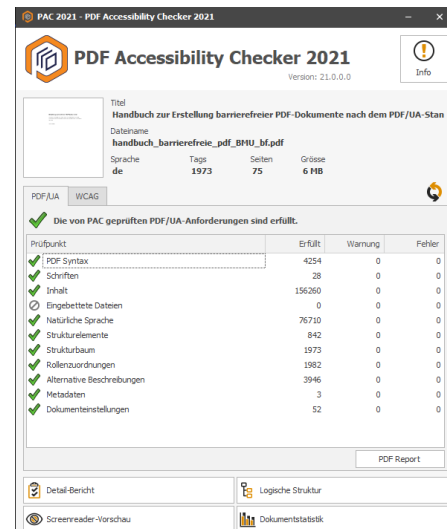 PAC 2021 - PDF Accessibility Checker 2021
PDF Accessibility Checker 2021
Version: 21.0.0.0
Info
Titel
Handbuch zur Erstellung barrierefreier PDF-Dokumente nach dem PDF/UA-Stan
Dateiname
handbuch_barrierefreie_pdf_BMU_bf.pdf
Sprache Tags Seiten Grösse
de 1973 75 6 MB
PDF/UA WCAG
Die von PAC geprüften PDF/UA-Anforderungen sind erfüllt.
Prüfpunkt Erfüllt Warnung Fehler
PDF Syntax 4254 0 0
Schriften 28 0 0
Inhalt 156260 0 0
Eingebettete Dateien 0 0 0
Natürliche Sprache 76710 0 0
Strukturelemente 842 0 0
Strukturbaum 1973 0 0
Rollenzuordnungen 1982 0 0
Alternative Beschreibungen 3946 0 0
Metadaten 3 0 0
Dokumenteinstellungen 52 0 0
PDF Report
Detail-Bericht Logische Struktur
Screenreader-Vorschau Dokumentstatistik